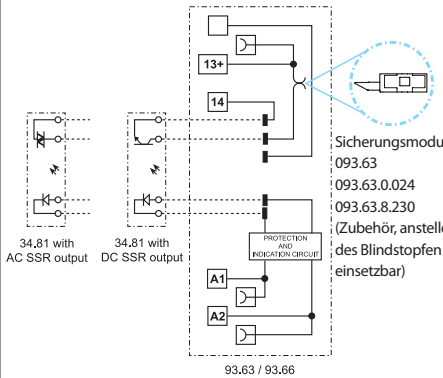 13+
14
Sicherungsmodu
093.63
093.63.0.024
093.63.8.230
(Zubehör, anstelle
des Blindstopfen
einsetzbar)
34.81 with
AC SSR output
34.81 with
DC SSR output
PROTECTION
AND
INDICATION CIRCUIT
A1
A2
93.63 / 93.66